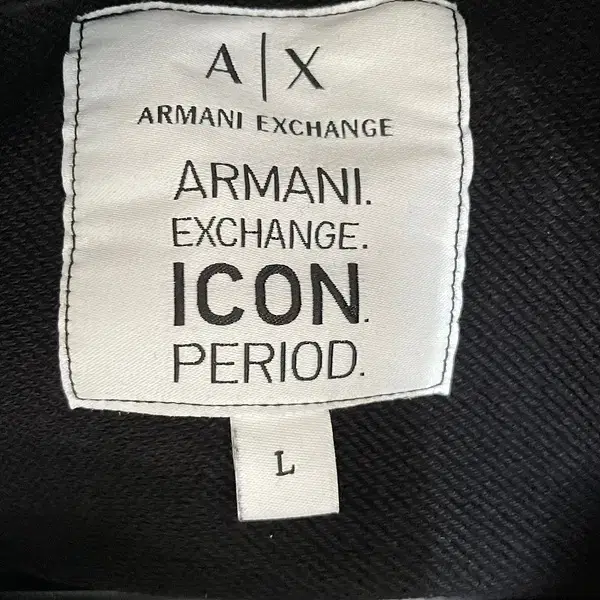 A|X
ARMANI EXCHANGE
ARMANI.
EXCHANGE.
ICON.
PERIOD.
L